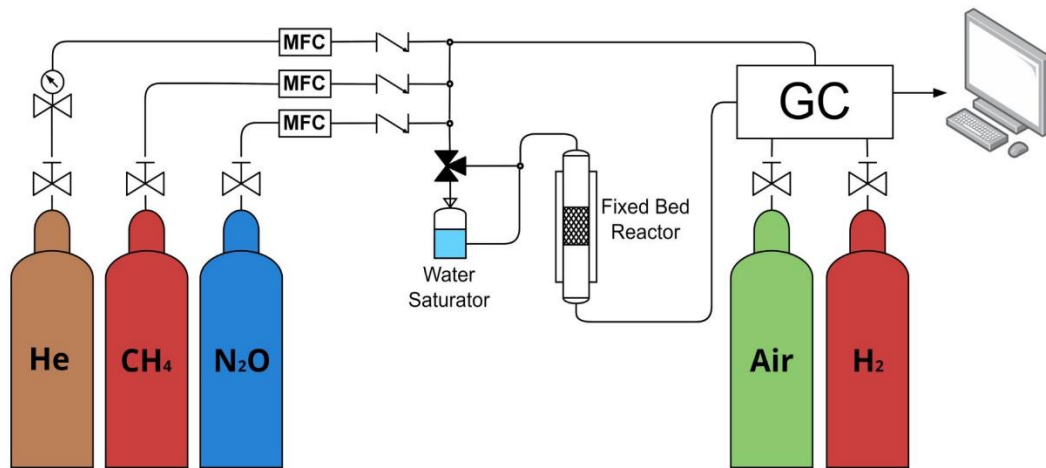 MFC
MFC
MFC
GC
Fixed Bed
Reactor
Water
Saturator
He
CH₄
N₂O
Air
H₂